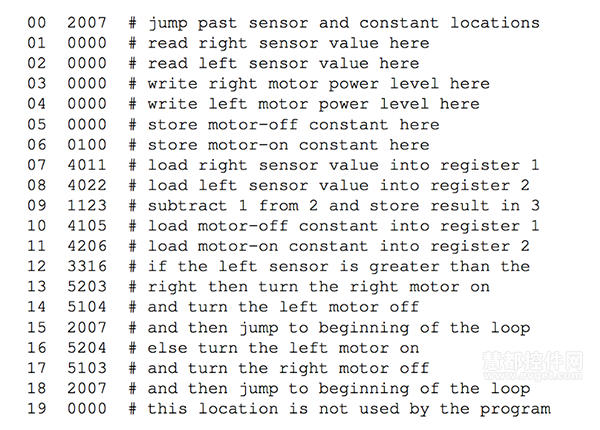 00 2007 # jump past sensor and constant locations
01 0000 # read right sensor value here
02 0000 # read left sensor value here
03 0000 # write right motor power level here
04 0000 # write left motor power level here
05 0000 # store motor-off constant here
06 0100 # store motor-on constant here
07 4011 # load right sensor value into register 1
08 4022 # load left sensor value into register 2
09 1123 # subtract 1 from 2 and store result in 3
10 4105 # load motor-off constant into register 1
11 4206 # load motor-on constant into register 2
12 3316 # if the left sensor is greater than the
13 5203 # right then turn the right motor on
14 5104 # and turn the left motor off
15 2007 # and then jump to beginning of the loop
16 5204 # else turn the left motor on
17 5103 # and turn the right motor off
18 2007 # and then jump to beginning of the loop
19 0000 # this location is not used by the program
慧都控件网
www.evget.com